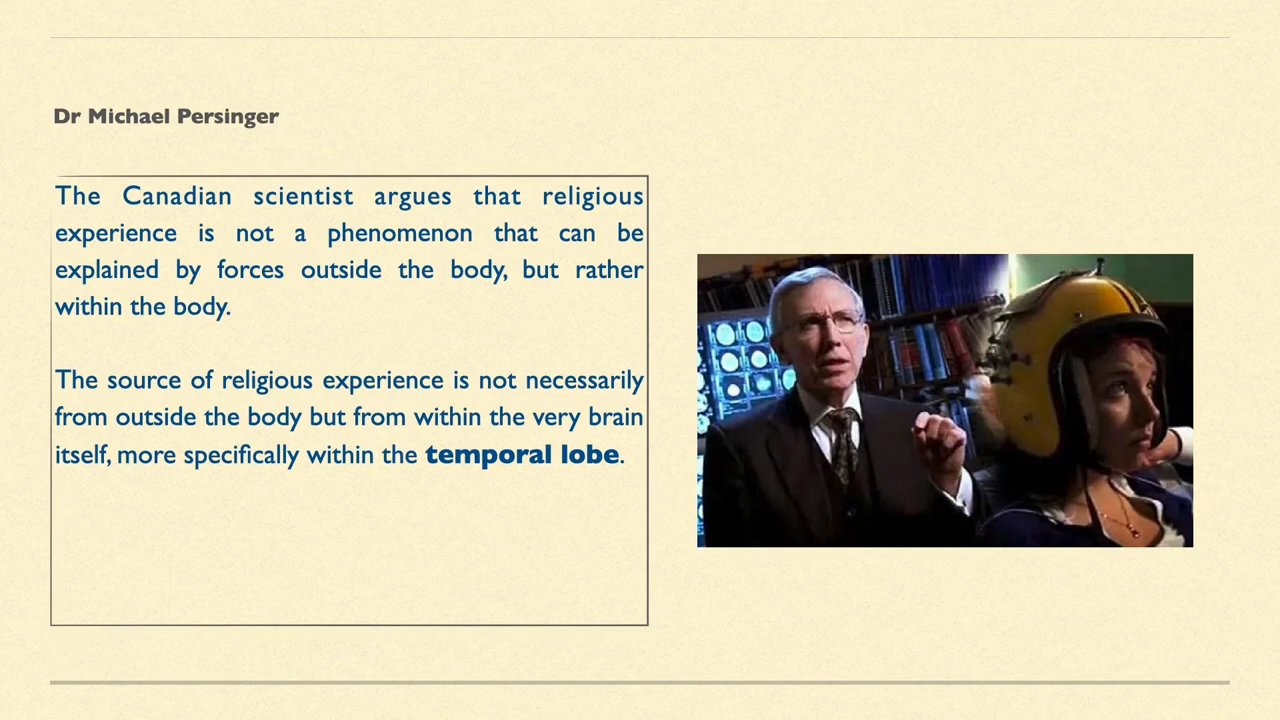 Dr Michael Persinger
The Canadian scientist argues that religious
experience is not a phenomenon that can be
explained by forces outside the body, but rather
within the body.
The source of religious experience is not necessarily
from outside the body but from within the very brain
itself, more specifically within the temporal lobe.